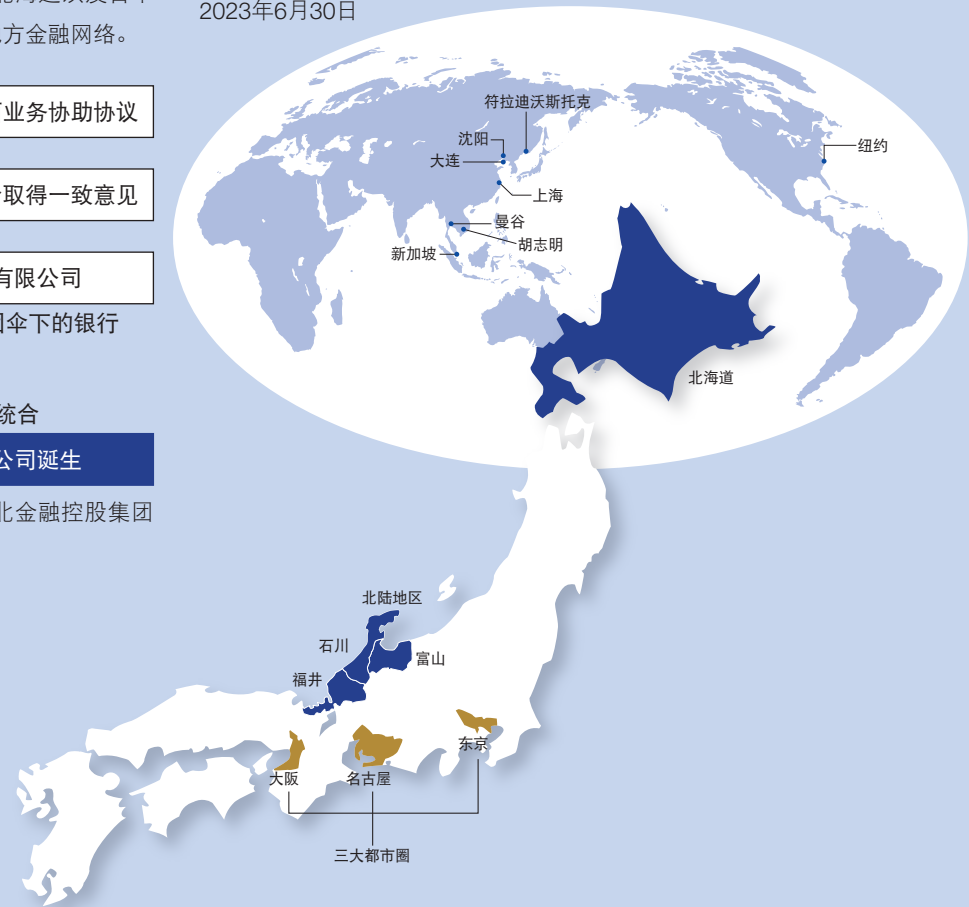 2023年6月30日
方金融网络。
业务协助协议
取得一致意见
有限公司
伞下的银行
统合
公司诞生
北金融控股集团
符拉迪沃斯托克
沈阳
大连
上海
曼谷
胡志明
新加坡
纽约
北海道
北陆地区
石川
富山
福井
东京
大阪
名古屋
三大都市圈